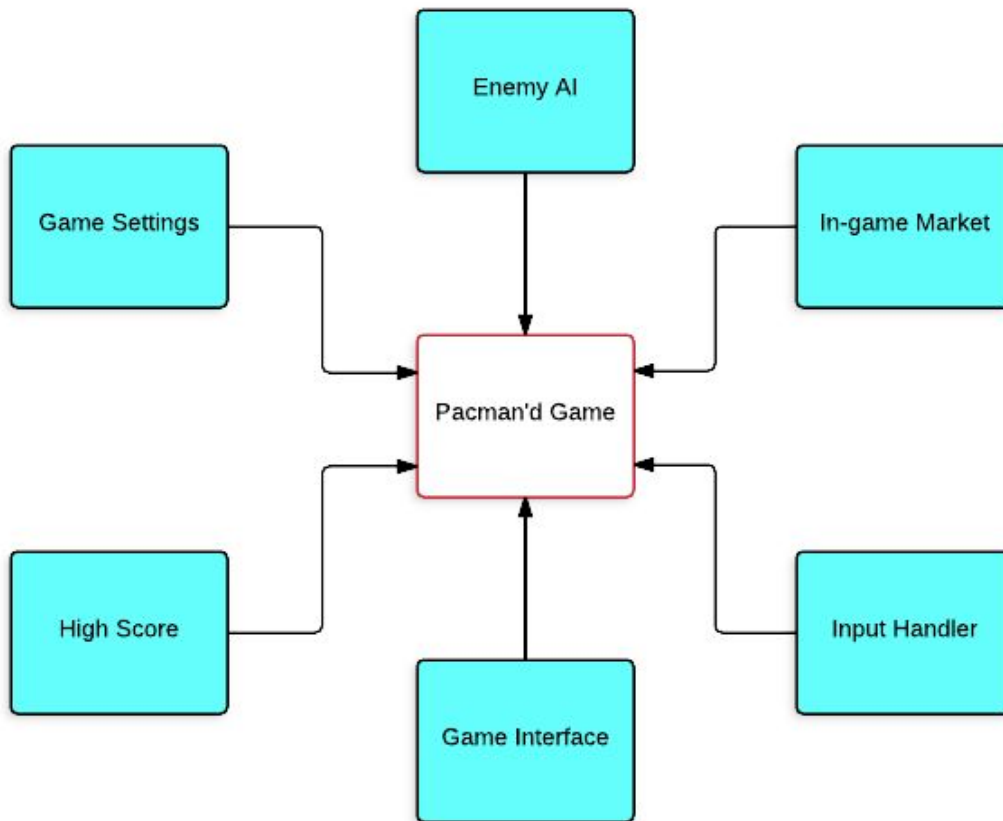 Enemy AI
Game Settings
In-game Market
Pacman'd Game
High Score
Input Handler
Game Interface